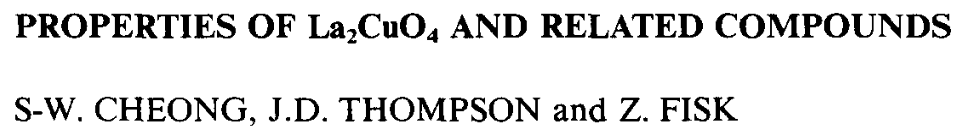 PROPERTIES OF La₂CuO₄ AND RELATED COMPOUNDS
S-W. CHEONG, J.D. THOMPSON and Z. FISK